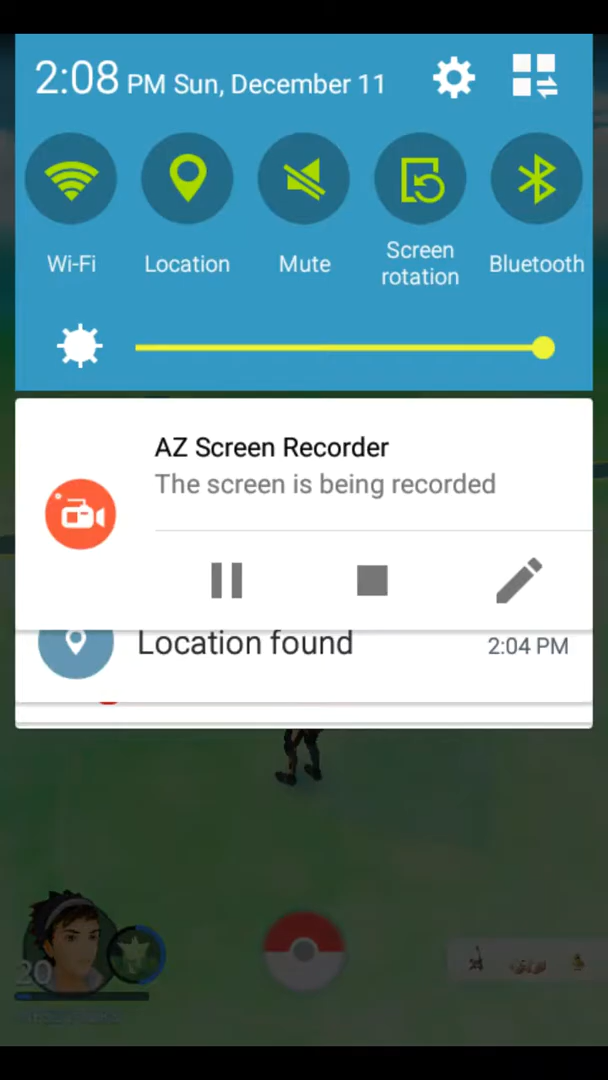 2:08 PM Sun, December 11
Wi-Fi
Location
Mute
Screen
rotation
Bluetooth
AZ Screen Recorder
The screen is being recorded
Location found 2:04 PM
20